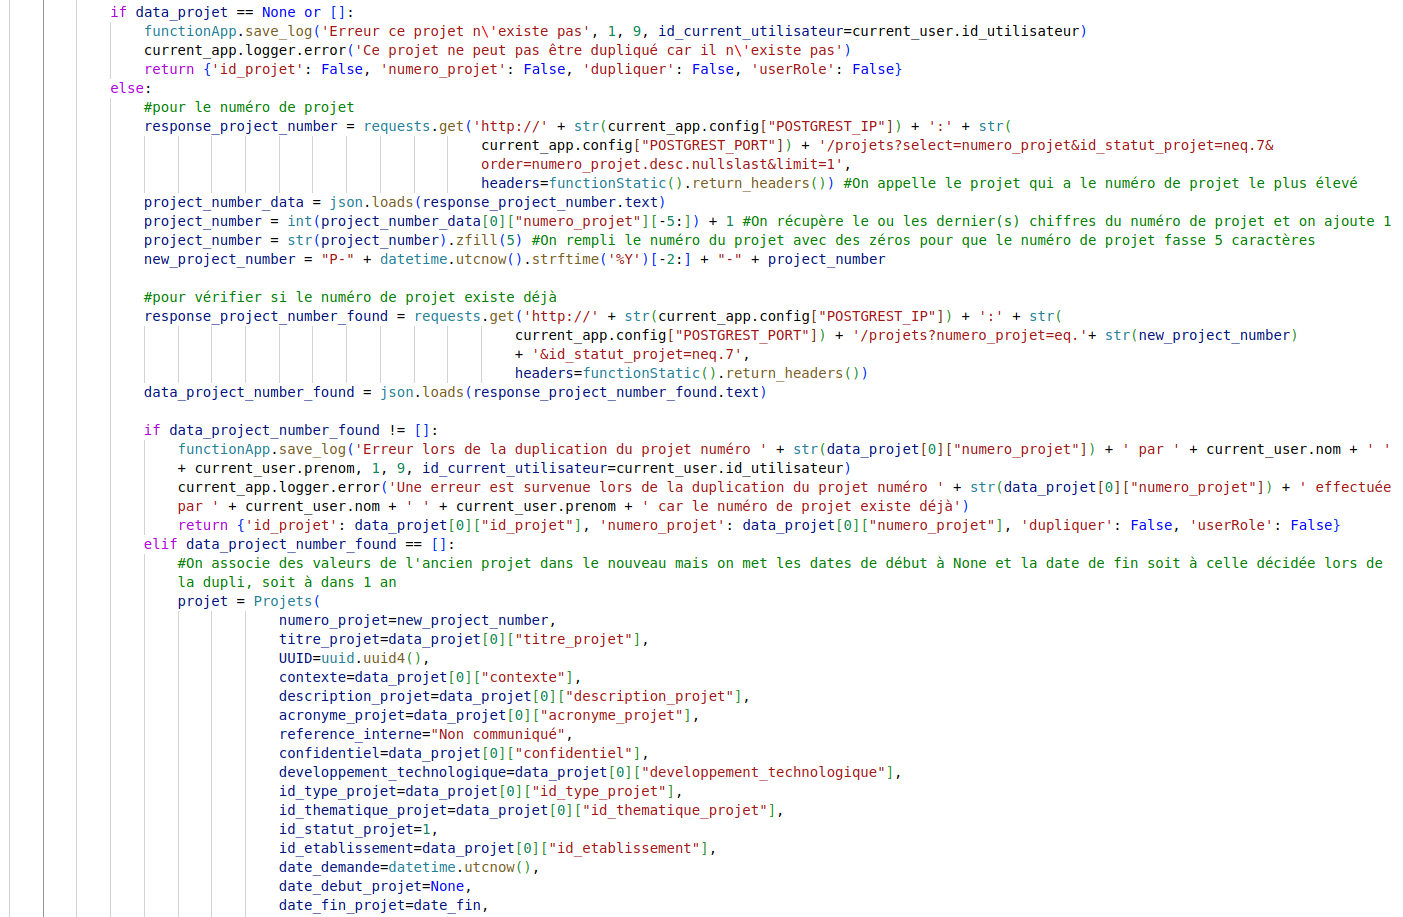 if data_projet == None or []:
functionApp.save_log('Erreur ce projet n\'existe pas', 1, 9, id_current_utilisateur=current_user.id_utilisateur)
current_app.logger.error('Ce projet ne peut pas être dupliqué car il n\'existe pas')
return {'id_projet': False, 'numero_projet': False, 'dupliquer': False, 'userRole': False}
else:
#pour le numéro de projet
response_project_number = requests.get('http://' + str(current_app.config["POSTGREST_IP"]) + ':' + str(
current_app.config["POSTGREST_PORT"]) + '/projets?select=numero_projet&id_statut_projet=neq.7&
order=numero_projet.desc.nullslast&limit=1',
headers=functionStatic().return_headers()) #On appelle le projet qui a le numéro de projet le plus élevé
project_number_data = json.loads(response_project_number.text)
project_number = int(project_number_data[0]["numero_projet"][-5:]) + 1 #On récupère le ou les dernier(s) chiffres du numéro de projet et on ajoute 1
project_number = str(project_number).zfill(5) #On rempli le numéro du projet avec des zéros pour que le numéro de projet fasse 5 caractères
new_project_number = "P-" + datetime.utcnow().strftime('%Y')[-2:] + "-" + project_number
#pour vérifier si le numéro de projet existe déjà
response_project_number_found = requests.get('http://' + str(current_app.config["POSTGREST_IP"]) + ':' + str(
current_app.config["POSTGREST_PORT"]) + '/projets?numero_projet=eq.'+ str(new_project_number)
+ '&id_statut_projet=neq.7',
headers=functionStatic().return_headers())
data_project_number_found = json.loads(response_project_number_found.text)
if data_project_number_found != []:
functionApp.save_log('Erreur lors de la duplication du projet numéro ' + str(data_projet[0]["numero_projet"]) + ' par ' + current_user.nom + ' '
+ current_user.prenom, 1, 9, id_current_utilisateur=current_user.id_utilisateur)
current_app.logger.error('Une erreur est survenue lors de la duplication du projet numéro ' + str(data_projet[0]["numero_projet"]) + ' effectuée
par ' + current_user.nom + ' ' + current_user.prenom + ' car le numéro de projet existe déjà')
return {'id_projet': data_projet[0]["id_projet"], 'numero_projet': data_projet[0]["numero_projet"], 'dupliquer': False, 'userRole': False}
elif data_project_number_found == []:
#On associe des valeurs de l'ancien projet dans le nouveau mais on met les dates de début à None et la date de fin soit à celle décidée lors de
la dupli, soit à dans 1 an
projet = Projets(
numero_projet=new_project_number,
titre_projet=data_projet[0]["titre_projet"],
UUID=uuid.uuid4(),
contexte=data_projet[0]["contexte"],
description_projet=data_projet[0]["description_projet"],
acronyme_projet=data_projet[0]["acronyme_projet"],
reference_interne="Non communiqué",
confidentiel=data_projet[0]["confidentiel"],
developpement_technologique=data_projet[0]["developpement_technologique"],
id_type_projet=data_projet[0]["id_type_projet"],
id_thematique_projet=data_projet[0]["id_thematique_projet"],
id_statut_projet=1,
id_etablissement=data_projet[0]["id_etablissement"],
date_demande=datetime.utcnow(),
date_debut_projet=None,
date_fin_projet=date_fin,